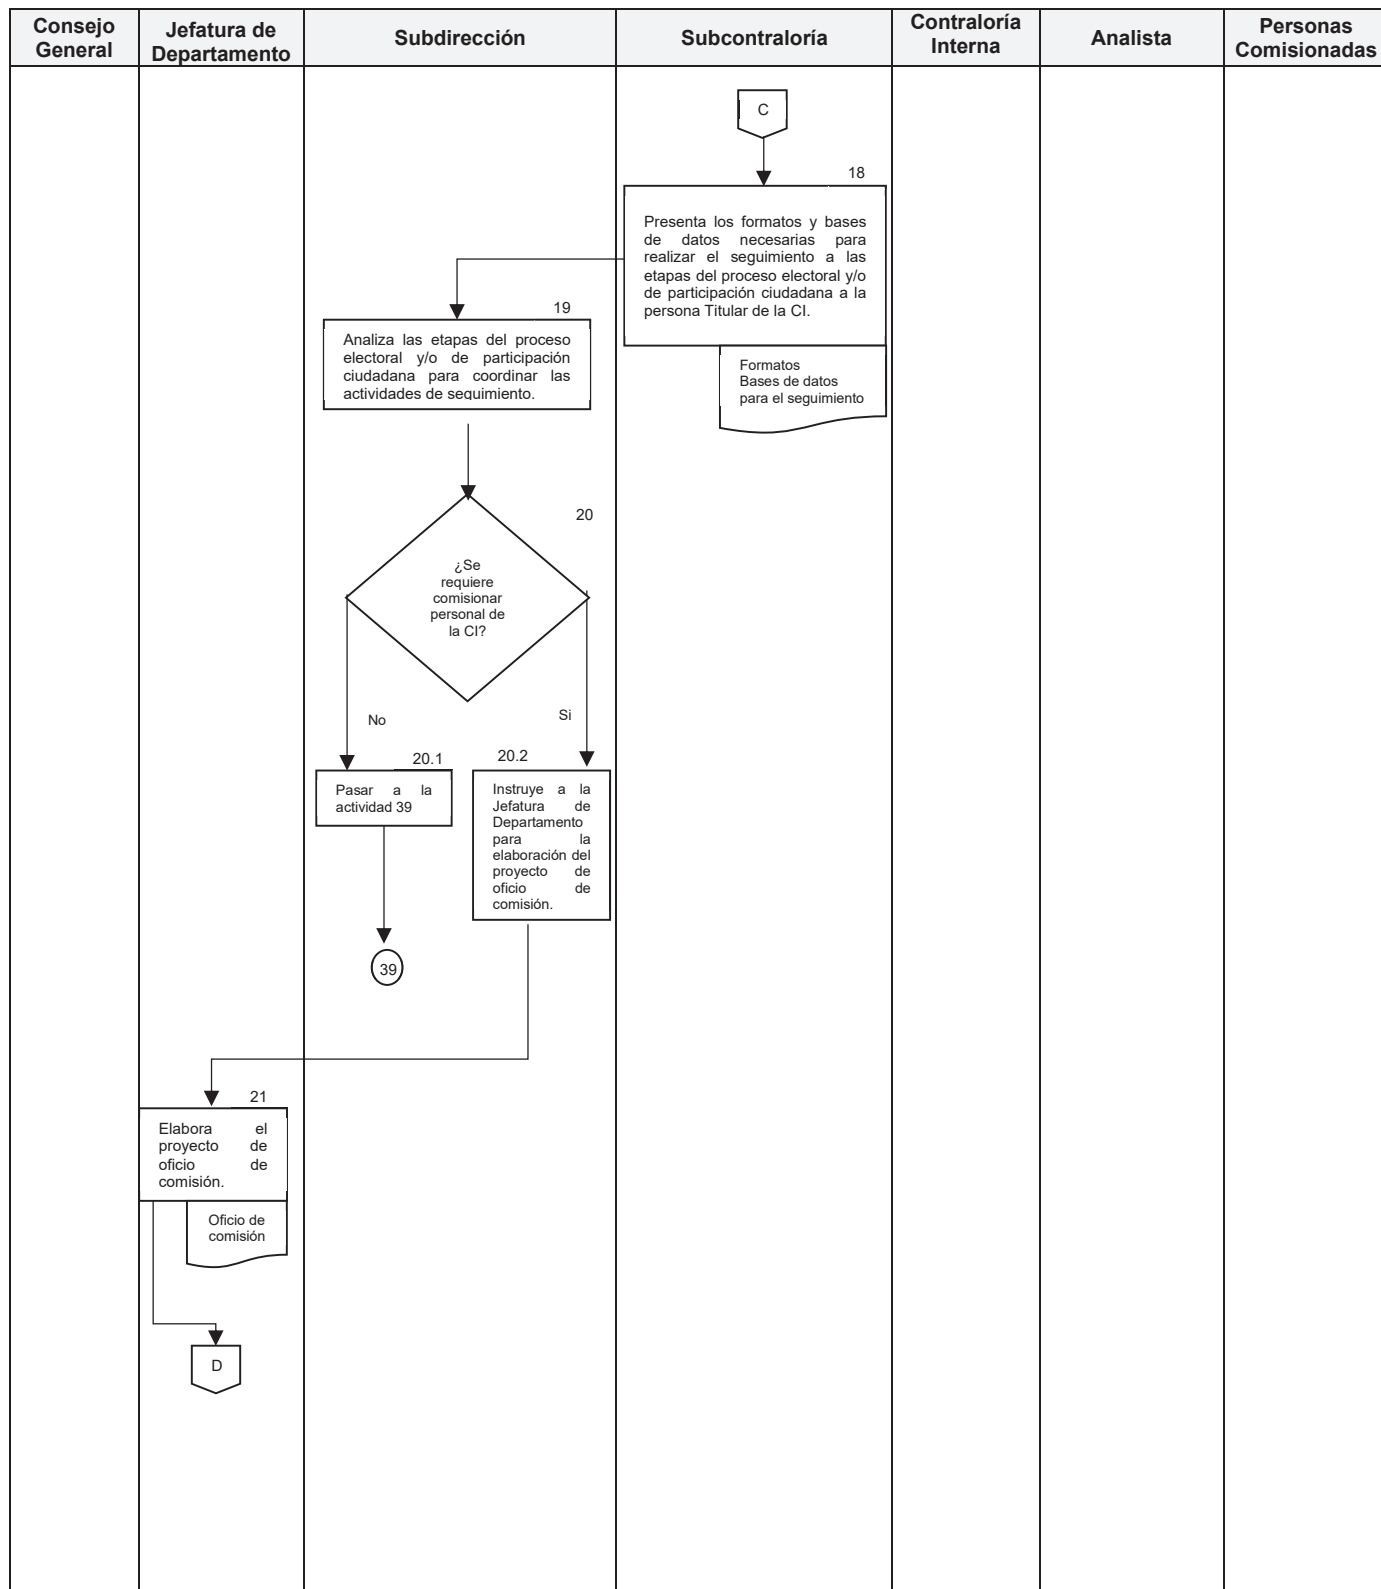 Consejo
General
Jefatura de
Departamento
Subdirección
Subcontraloría
Contraloría
Interna
Analista
Personas
Comisionadas
C
18
Presenta los formatos y bases
de datos necesarias para
realizar el seguimiento a las
etapas del proceso electoral y/o
de participación ciudadana a la
persona Titular de la CI.
Formatos
Bases de datos
para el seguimiento
19
Analiza las etapas del proceso
electoral y/o de participación
ciudadana para coordinar las
actividades de seguimiento.
20
¿Se
requiere
comisionar
personal de
la CI?
No
Si
20.1
Pasar a la
actividad 39
39
20.2
Instruye a la
Jefatura de
Departamento
para la
elaboración del
proyecto de
oficio de
comisión.
21
Elabora el
proyecto de
oficio de
comisión.
Oficio de
comisión
D